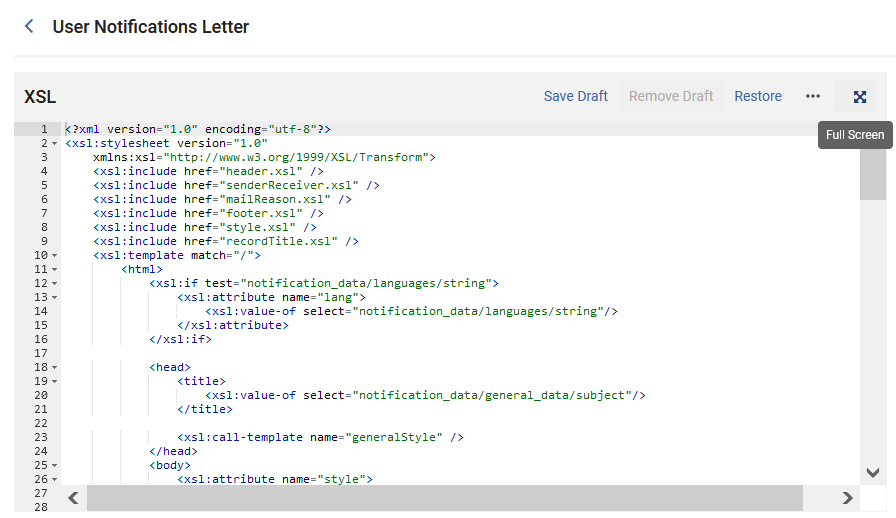 User Notifications Letter
XSL Save Draft Remove Draft Restore ...
Full Screen
1 <?xml version="1.0" encoding="utf-8"?>
2 <xsl:stylesheet version="1.0"
3 xmlns:xsl="http://www.w3.org/1999/XSL/Transform">
4 <xsl:include href="header.xsl" />
5 <xsl:include href="senderReceiver.xsl" />
6 <xsl:include href="mailReason.xsl" />
7 <xsl:include href="footer.xsl" />
8 <xsl:include href="style.xsl" />
9 <xsl:include href="recordTitle.xsl" />
10 <xsl:template match="/">
11 <html>
12 <xsl:if test="notification_data/languages/string">
13 <xsl:attribute name="lang">
14 <xsl:value-of select="notification_data/languages/string"/>
15 </xsl:attribute>
16 </xsl:if>
17
18 <head>
19 <title>
20 <xsl:value-of select="notification_data/general_data/subject"/>
21 </title>
22
23 <xsl:call-template name="generalStyle" />
24 </head>
25 <body>
26 <xsl:attribute name="style">
27
28